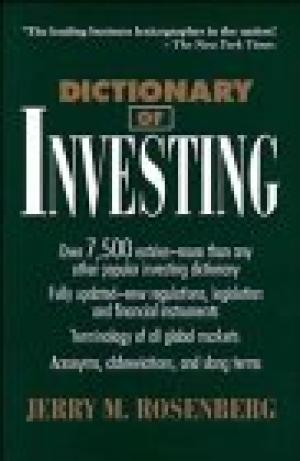 "The leading business lexicographer in the nation!"
- The New York Times
DICTIONARY
OF
INVESTING
Over 7,500 entries—more than any
other popular investing dictionary
Fully updated—new regulations, legislation
and financial instruments
Terminology of all global markets
Acronyms, abbreviations, and slang terms
JERRY M. ROSENBERG